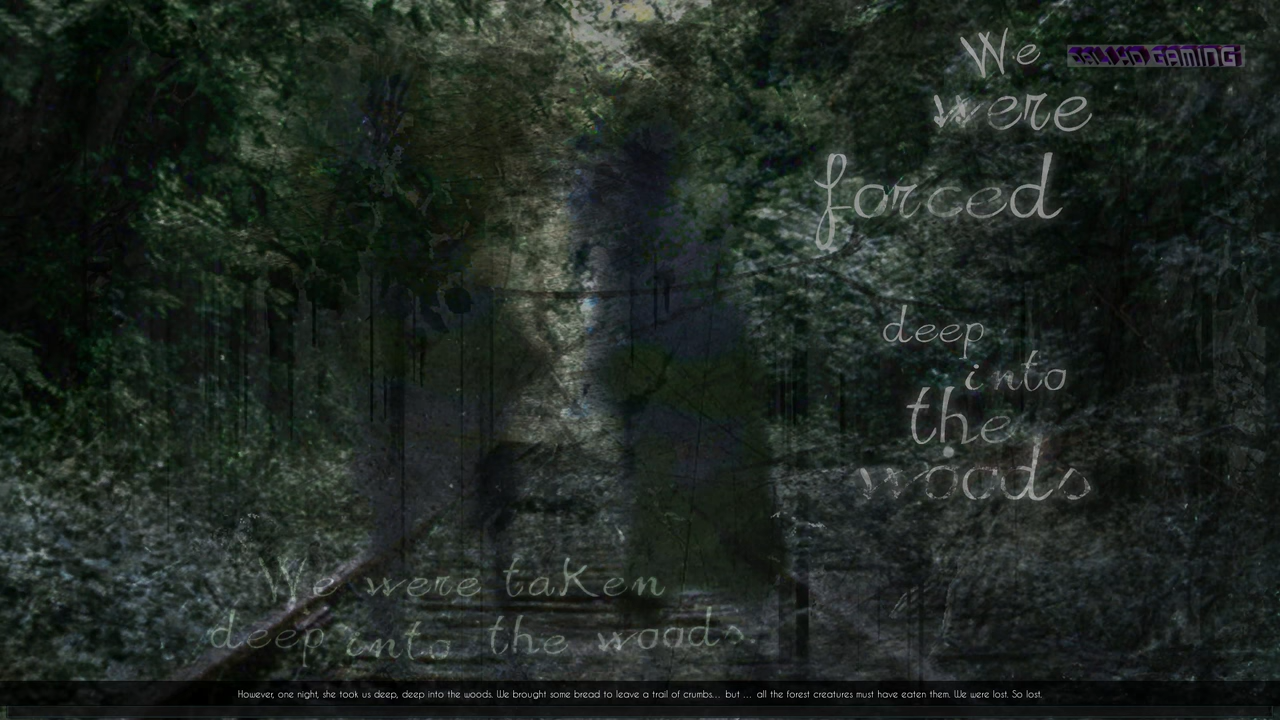 We
were
forced
DALHD GAMING
deep
into
the
woods
We were taken
deep into the woods.
However, one night, she took us deep, deep into the woods. We brought some bread to leave a trail of crumbs... but ... all the forest creatures must have eaten them. We were lost. So lost.